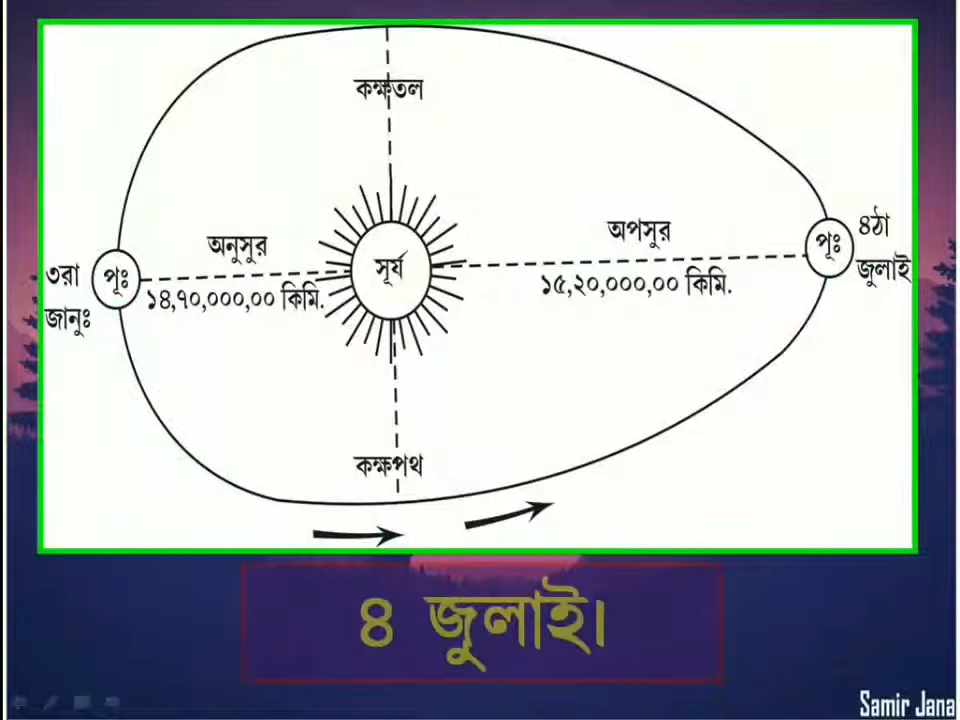 কক্ষতল
অনুসুর
সূর্য
অপসুর
৩রা
জানুঃ
পৃঃ
১৪,৭০,০০০,০০ কিমি.
১৫,২০,০০০,০০ কিমি.
পৃঃ
৪ঠা
জুলাই
কক্ষপথ
৪ জুলাই।
Samir Jana